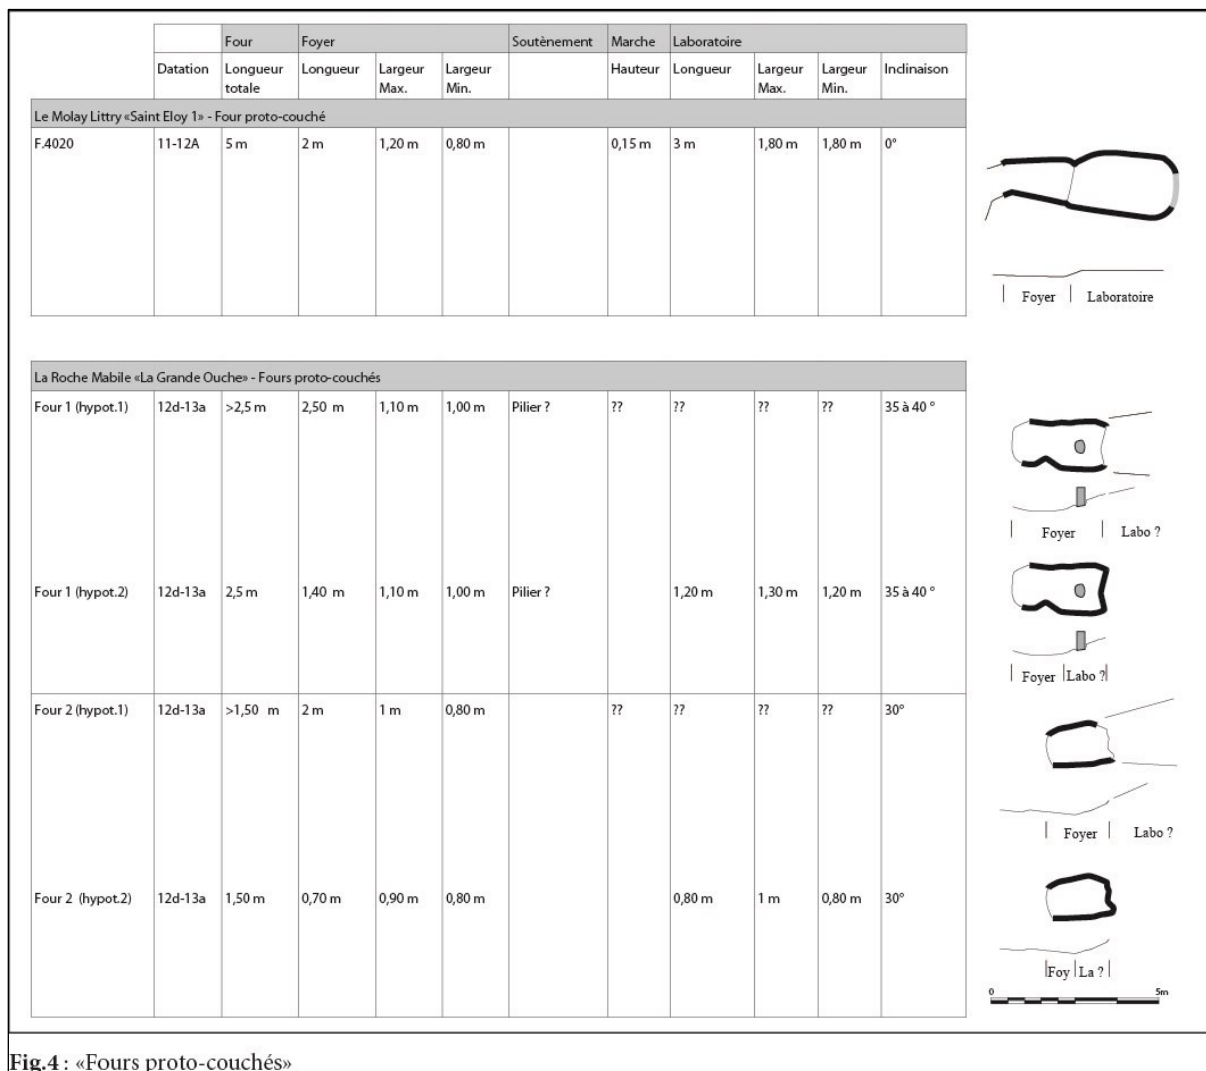 Four Foyer Soutènement Marche Laboratoire
Datation Longueur totale Longueur Largeur Max. Largeur Min. Hauteur Longueur Largeur Max. Largeur Min. Inclinaison
Le Molay Littry «Saint Eloy 1» - Four proto-couché
F.4020 11-12A 5 m 2 m 1,20 m 0,80 m 0,15 m 3 m 1,80 m 1,80 m 0°
Foyer Laboratoire
La Roche Mabile «La Grande Ouche» - Fours proto-couchés
Four 1 (hypot.1) 12d-13a >2,5 m 2,50 m 1,10 m 1,00 m Pilier ? ?? ?? ?? ?? 35 à 40 °
Foyer Labo ?
Four 1 (hypot.2) 12d-13a 2,5 m 1,40 m 1,10 m 1,00 m Pilier ? 1,20 m 1,30 m 1,20 m 35 à 40 °
Foyer Labo ?
Four 2 (hypot.1) 12d-13a >1,50 m 2 m 1 m 0,80 m ?? ?? ?? ?? 30°
Foyer Labo ?
Four 2 (hypot.2) 12d-13a 1,50 m 0,70 m 0,90 m 0,80 m 0,80 m 1 m 0,80 m 30°
Foy La ?
0 5m
Fig.4 : «Fours proto-couchés»